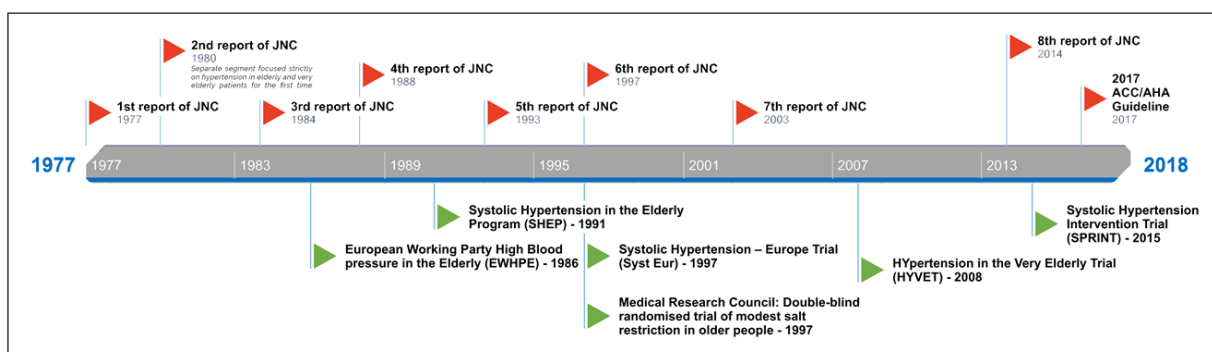 2nd report of JNC
1980
Separate segment focused strictly
on hypertension in elderly and very
elderly patients for the first time
8th report of JNC
2014
4th report of JNC
1988
6th report of JNC
1997
2017
ACC/AHA
Guideline
2017
1st report of JNC
1977
3rd report of JNC
1984
5th report of JNC
1993
7th report of JNC
2003
1977
1977
1983
1989
1995
2001
2007
2013
2018
Systolic Hypertension in the Elderly
Program (SHEP) - 1991
European Working Party High Blood
pressure in the Elderly (EWHPE) - 1986
Systolic Hypertension – Europe Trial
(Syst Eur) - 1997
Medical Research Council: Double-blind
randomised trial of modest salt
restriction in older people - 1997
HYpertension in the Very Elderly Trial
(HYVET) - 2008
Systolic Hypertension
Intervention Trial
(SPRINT) - 2015